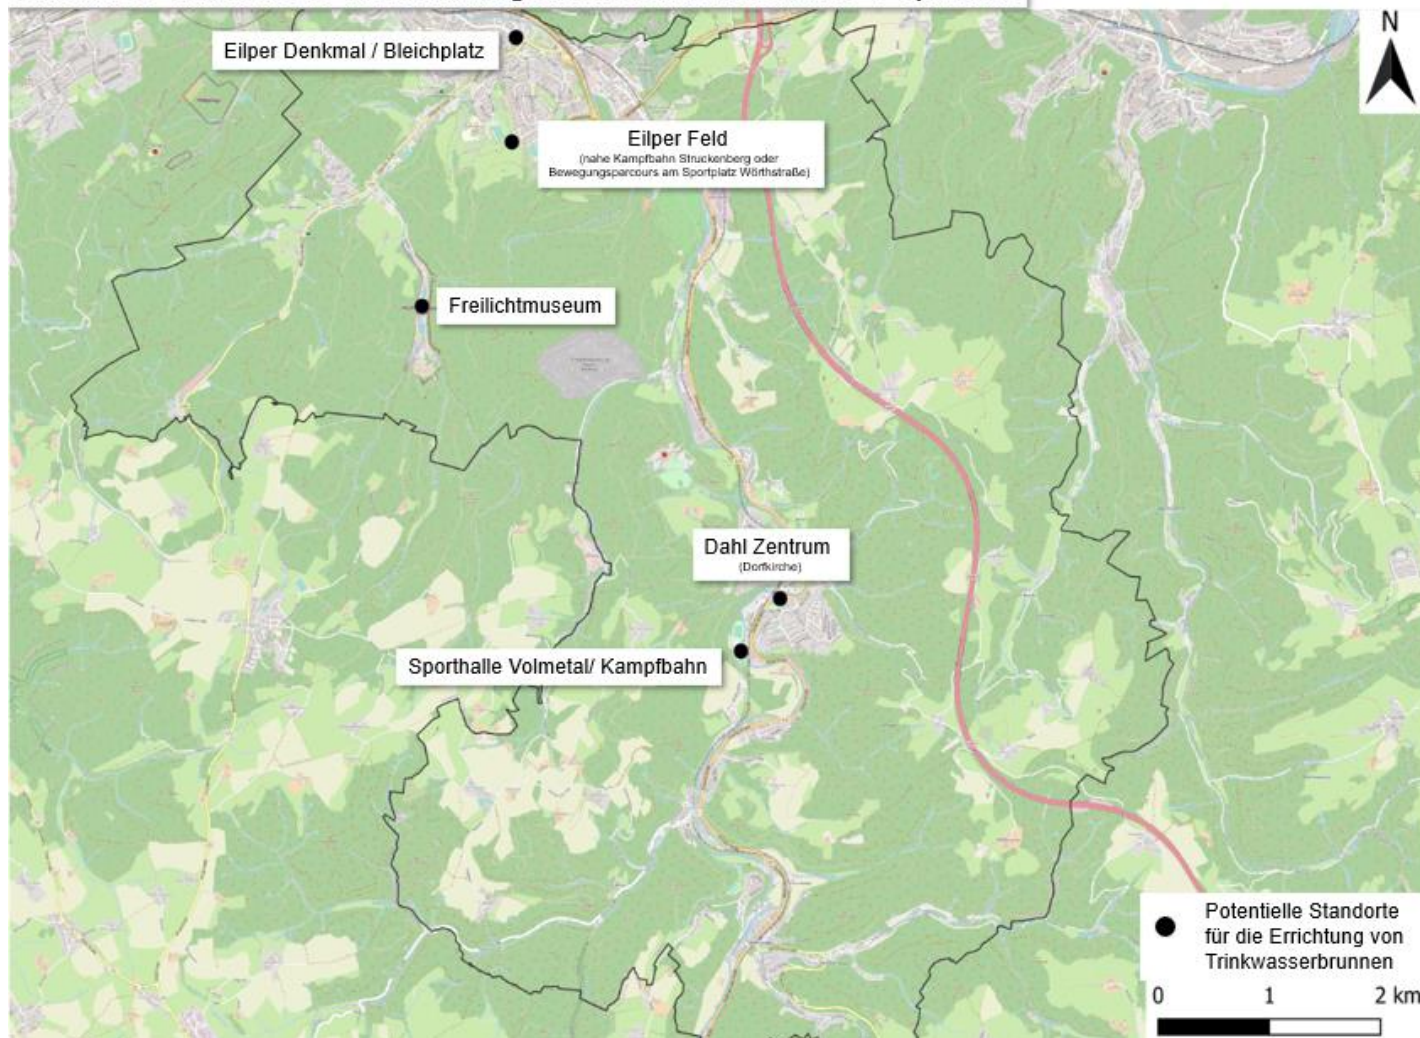 N
Eilper Denkmal / Bleichplatz
Eilper Feld
(nahe Kampfbahn Struckenberg oder
Bewegungsparcours am Sportplatz Wörthstraße)
Freilichtmuseum
Dahl Zentrum
(Dorfkirche)
Sporthalle Volmetal/ Kampfbahn
Potentielle Standorte
für die Errichtung von
Trinkwasserbrunnen
0 1 2 km